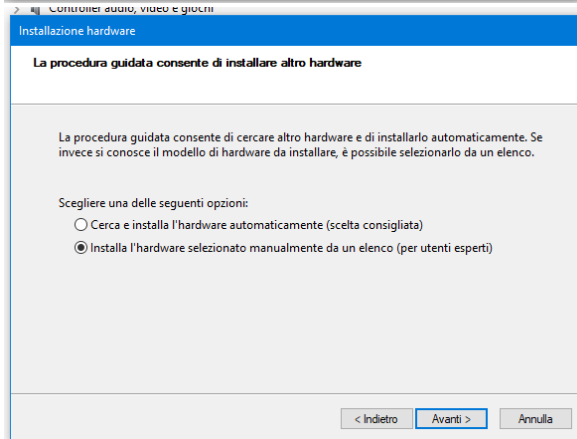 Controller audio, video e giochi
Installazione hardware
La procedura guidata consente di installare altro hardware
La procedura guidata consente di cercare altro hardware e di installarlo automaticamente. Se
invece si conosce il modello di hardware da installare, è possibile selezionarlo da un elenco.
Scegliere una delle seguenti opzioni:
Cerca e installa l'hardware automaticamente (scelta consigliata)
Installa l'hardware selezionato manualmente da un elenco (per utenti esperti)
< Indietro Avanti > Annulla